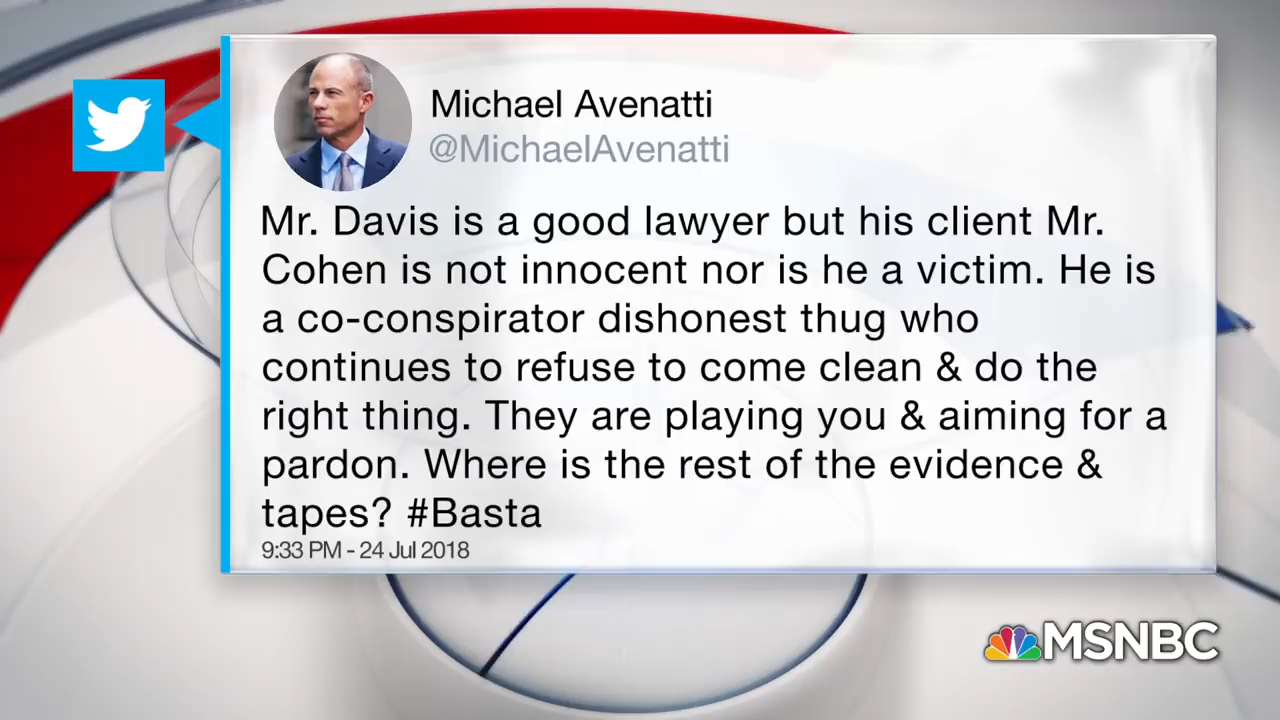 Michael Avenatti
@MichaelAvenatti
Mr. Davis is a good lawyer but his client Mr.
Cohen is not innocent nor is he a victim. He is
a co-conspirator dishonest thug who
continues to refuse to come clean & do the
right thing. They are playing you & aiming for a
pardon. Where is the rest of the evidence &
tapes? #Basta
9:33 PM - 24 Jul 2018
MSNBC